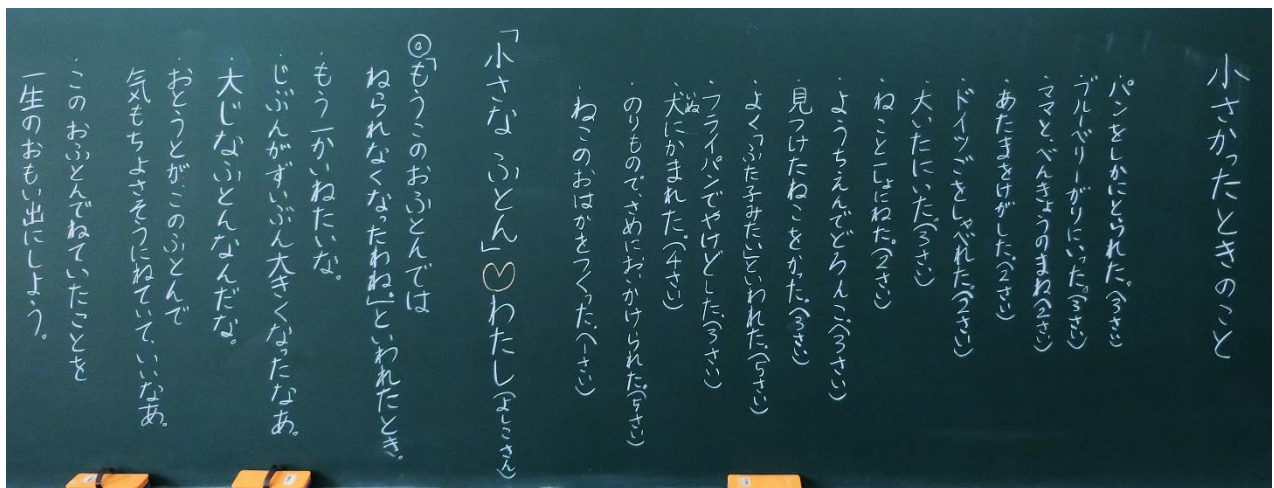 小さかったときのこと
・パンをしかにとられた。(3さい)
・ブルーベリーがりにいった。(3さい)
・ママと、べんきょうのまね(2さい)
・あたまをけがした。(2さい)
・ドイツごをしゃべれた。(2さい)
・大いたにいた。(3さい)
・ねこと一しょにねた。(2さい)
・ようちえんでどろんこ(3さい)
・見つけたねこをかった。(3さい)
・よく「ふた子みたい」といわれた。(5さい)
・フライパンでやけどした。(3さい)
・犬にかまれた。(4さい)
いぬ
・のりもので、さめにおいかけられた。(5さい)
・ねこのおはかをつくった。(1さい)
「小さな ふとん」♡わたし(よしこさん)
◎「もうこのおふとんでは
ねられなくなったわね。」といわれたとき。
・もう一かいねたいな。
・じぶんがずいぶん大きくなったなあ。
・大じなふとんなんだな。
・おとうとが、このふとんで
気もちよさそうにねていて、いいなあ。
・このおふとんでねていたことを
一生のおもい出にしよう。